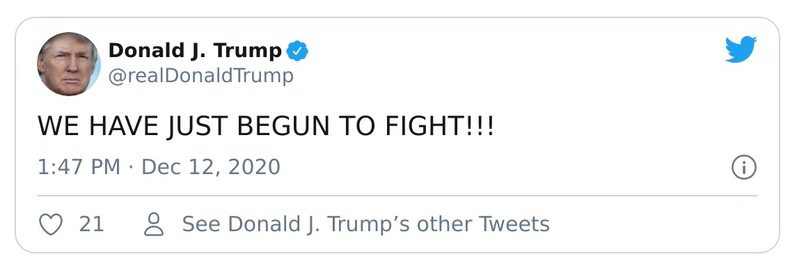 Donald J. Trump
@realDonaldTrump
WE HAVE JUST BEGUN TO FIGHT!!!
1:47 PM · Dec 12, 2020
21 See Donald J. Trump’s other Tweets